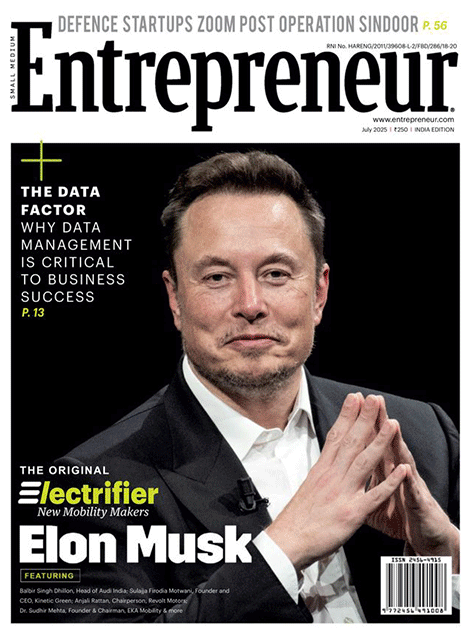 DEFENCE STARTUPS ZOOM POST OPERATION SINDOOR P. 56
SMALL MEDIUM
RNI No. HARENG/2011/39608-L-2/FBD/286/18-20
Entrepreneur®
www.entrepreneur.com
July 2025 | ₹250 | INDIA EDITION
THE DATA
FACTOR
WHY DATA
MANAGEMENT
IS CRITICAL
TO BUSINESS
SUCCESS
P. 13
THE ORIGINAL
Electrifier
New Mobility Makers
Elon Musk
FEATURING
Balbir Singh Dhillon, Head of Audi India; Sulajja Firodia Motwani, Founder and
CEO, Kinetic Green; Anjali Rattan, Chairperson, Revolt Motors;
Dr. Sudhir Mehta, Founder & Chairman, EKA Mobility & more
ISSN 2456-4915
9 772456 491008